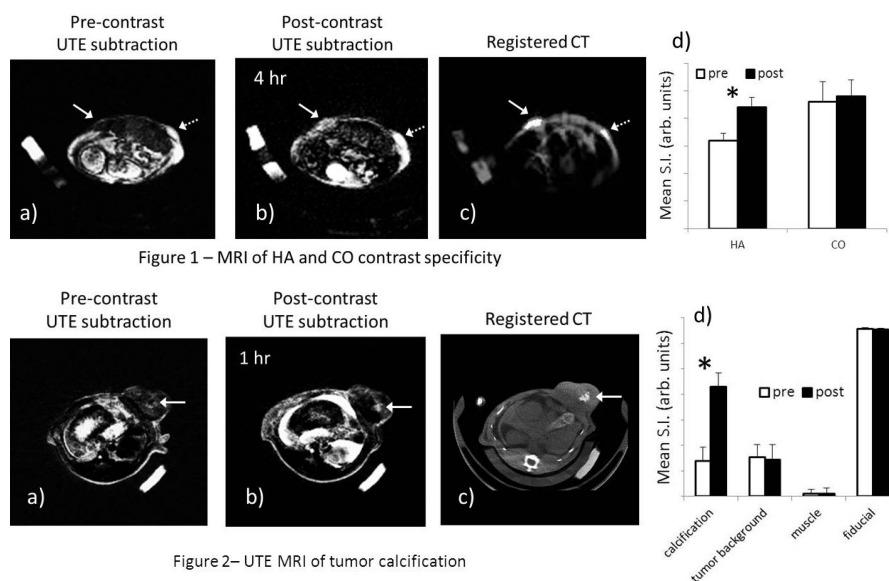 Pre-contrast
UTE subtraction
Post-contrast
UTE subtraction
Registered CT
d)
4 hr
a)
b)
c)
pre
post
*
Mean S.I. (arb. units)
HA
CO
Figure 1 – MRI of HA and CO contrast specificity
Pre-contrast
UTE subtraction
Post-contrast
UTE subtraction
Registered CT
d)
1 hr
a)
b)
c)
*
pre
post
Mean S.I. (arb. units)
calcification
tumor background
muscle
fiducial
Figure 2– UTE MRI of tumor calcification